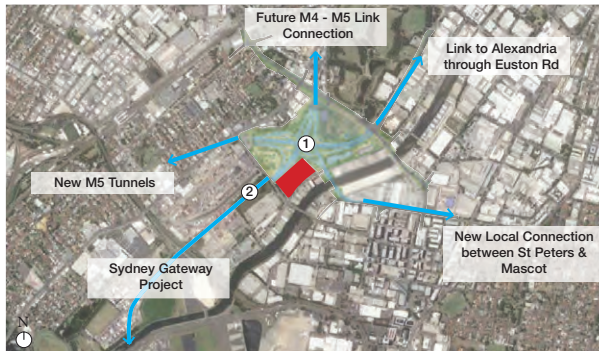 Future M4 - M5 Link
Connection
Link to Alexandria
through Euston Rd
1
New M5 Tunnels
2
New Local Connection
between St Peters &
Mascot
Sydney Gateway
Project
N